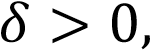 𝛿 > 0,